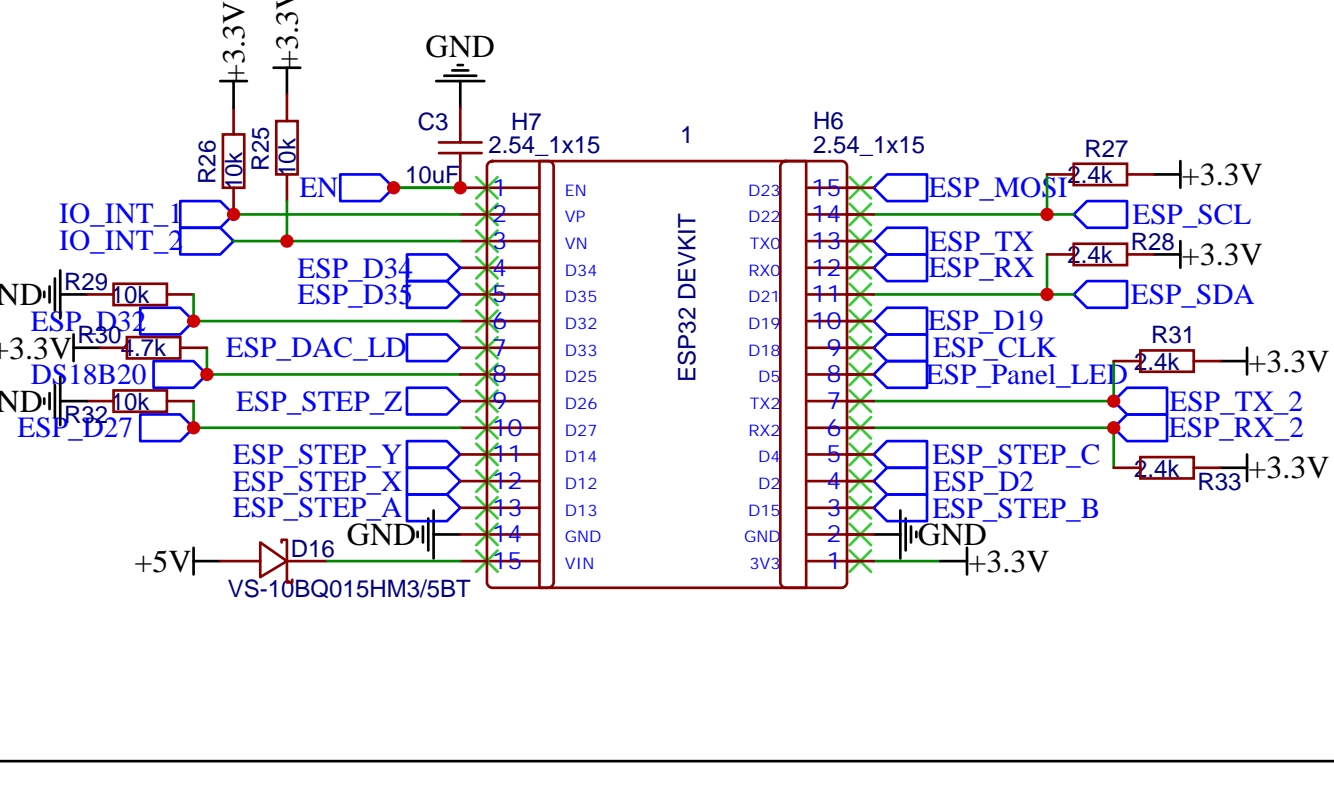 +3.3V
+3.3V
GND
C3
10uF
R26
10k
R25
10k
H7
2.54_1x15
1
H6
2.54_1x15
ESP32 DEVKIT
EN
IO_INT_1
IO_INT_2
ESP_D34
ESP_D35
ND
R29
10k
ESP_D32
+3.3V
R30
4.7k
ESP_DAC_LD
DS18B20
ND
R32
10k
ESP_STEP_Z
ESP_D27
ESP_STEP_Y
ESP_STEP_X
ESP_STEP_A
GND
+5V
D16
VS-10BQ015HM3/5BT
1 EN
2 VP
3 VN
4 D34
5 D35
6 D32
7 D33
8 D25
9 D26
10 D27
11 D14
12 D12
13 D13
14 GND
15 VIN
D23 15
D22 14
TX0 13
RX0 12
D21 11
D19 10
D18 9
D5 8
TX2 7
RX2 6
D4 5
D2 4
D15 3
GND 2
3V3 1
ESP_MOSI
R27
2.4k
+3.3V
ESP_SCL
ESP_TX
ESP_RX
R28
2.4k
+3.3V
ESP_SDA
ESP_D19
ESP_CLK
ESP_Panel_LED
R31
2.4k
+3.3V
ESP_TX_2
ESP_RX_2
ESP_STEP_C
ESP_D2
ESP_STEP_B
2.4k
R33
+3.3V
GND
+3.3V